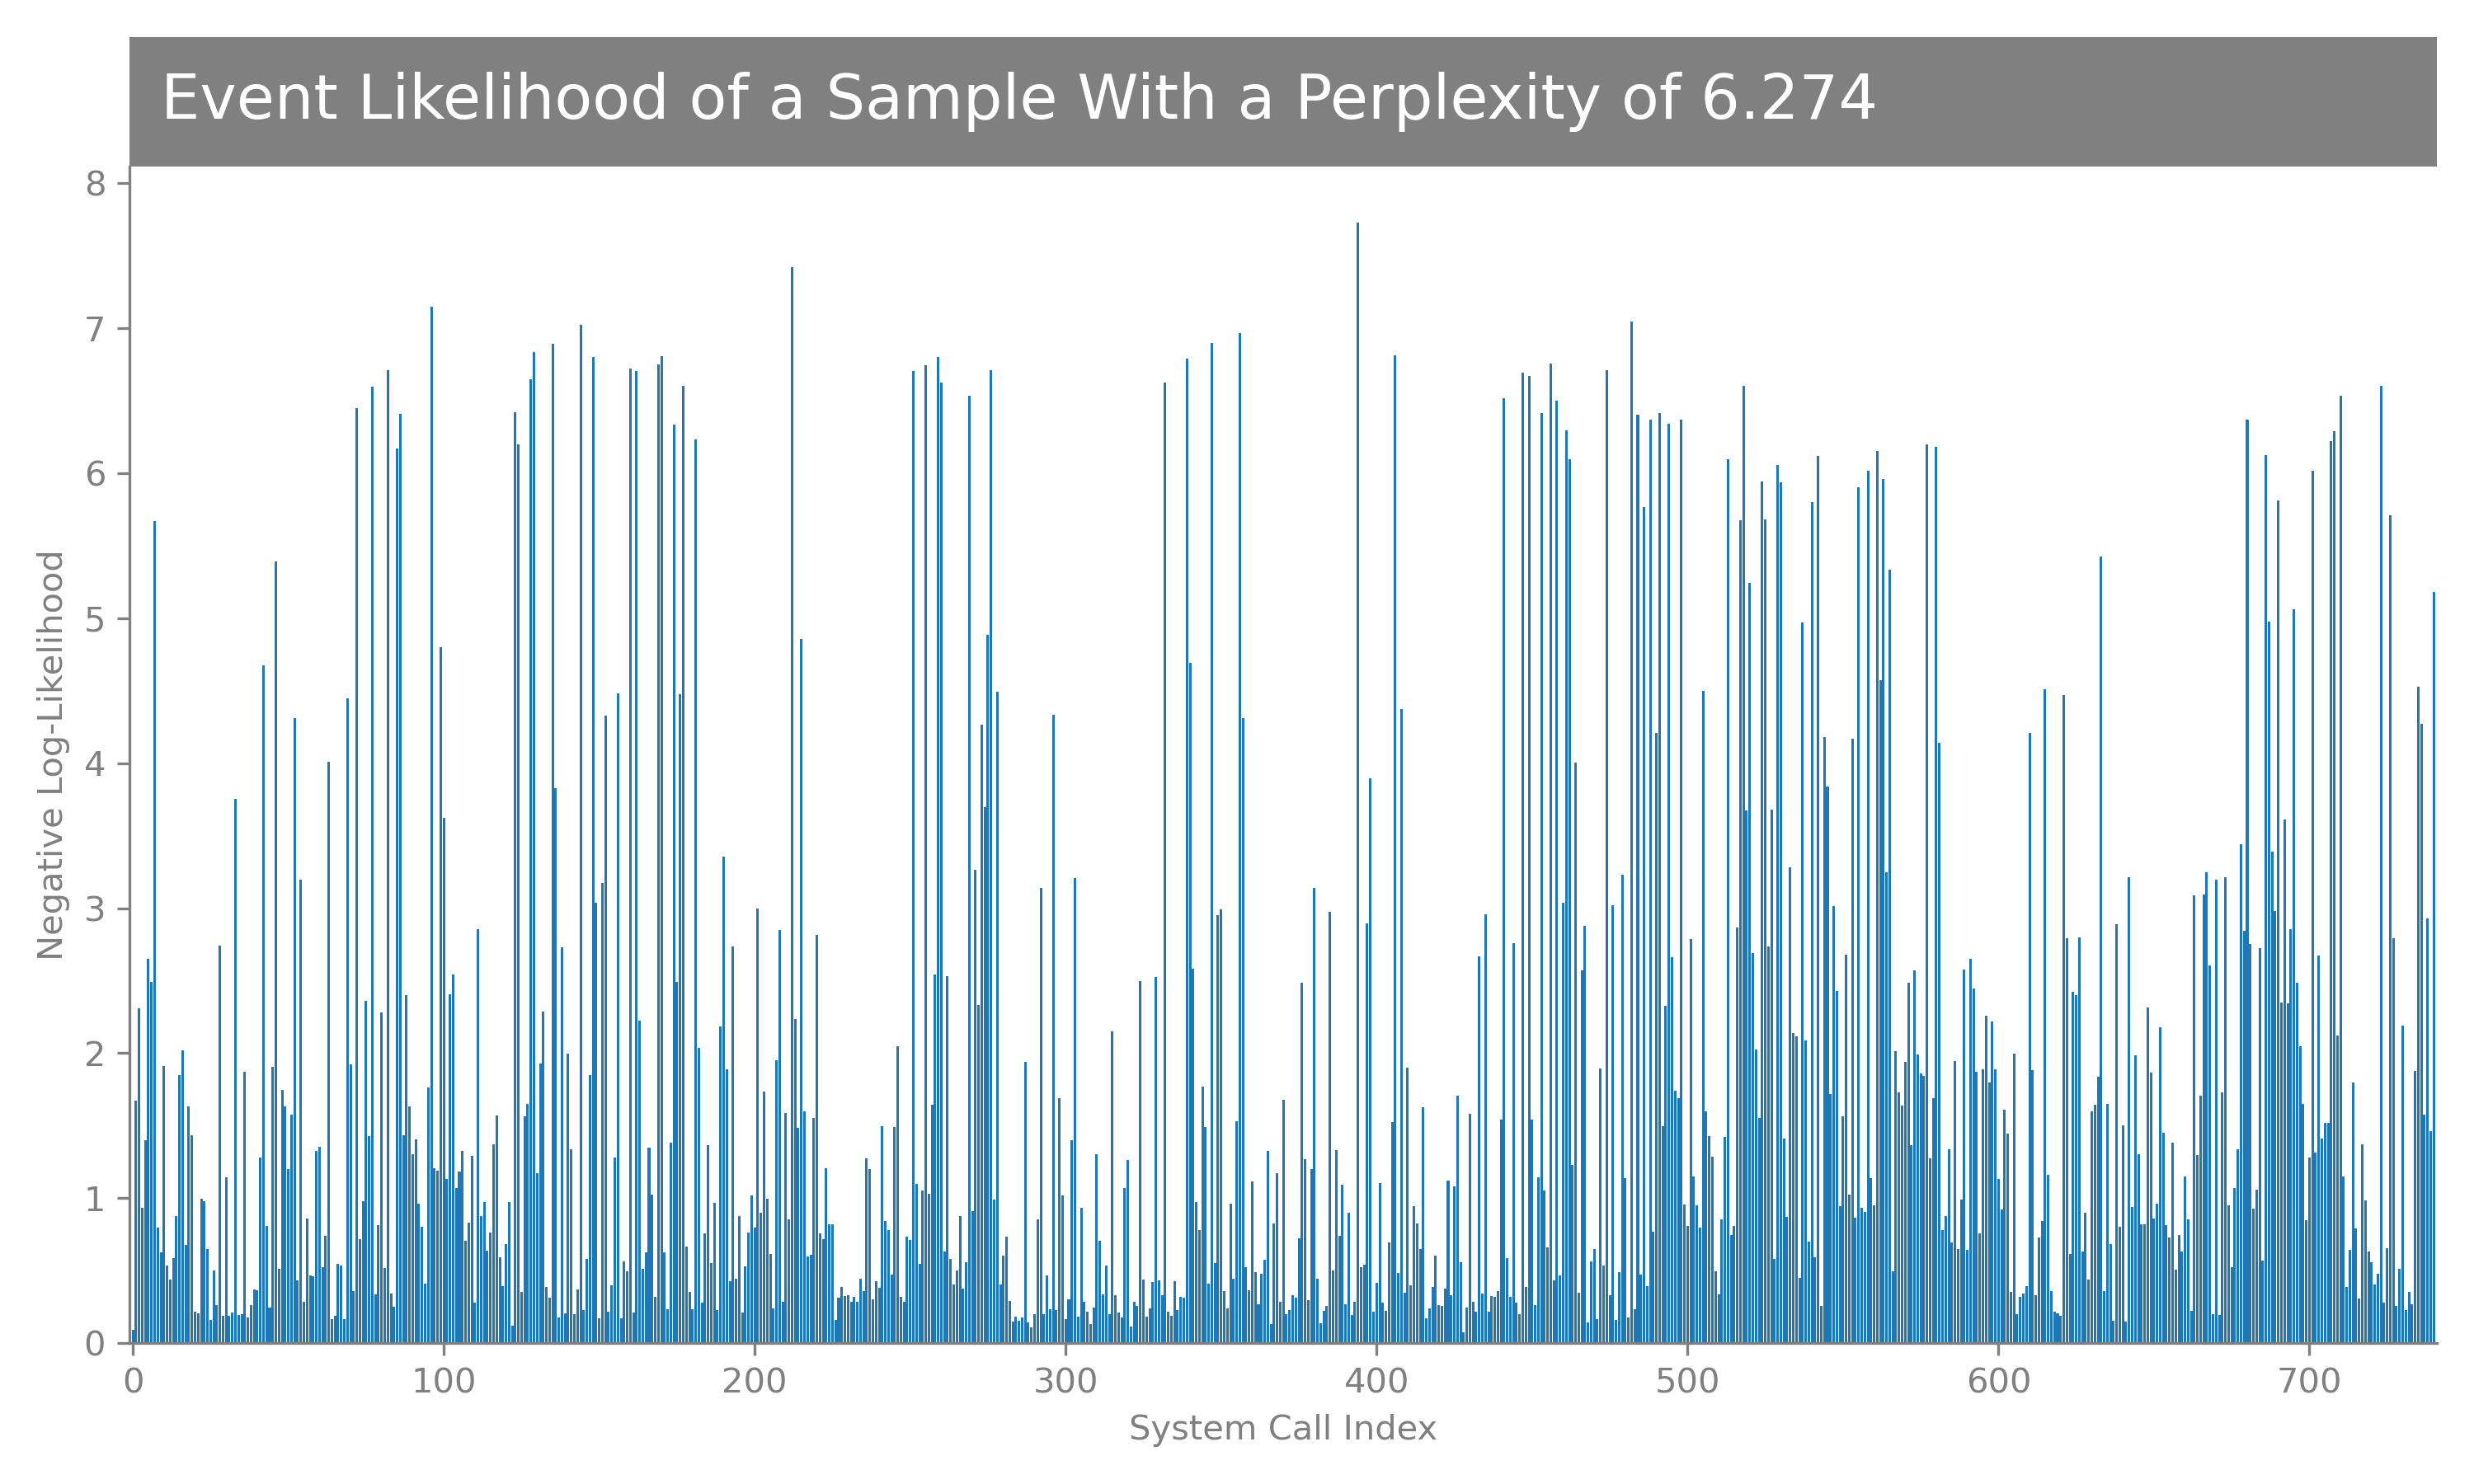 Event Likelihood of a Sample With a Perplexity of 6.274
8
7
6
5
4
3
2
1
0
Negative Log-Likelihood
0 100 200 300 400 500 600 700
System Call Index